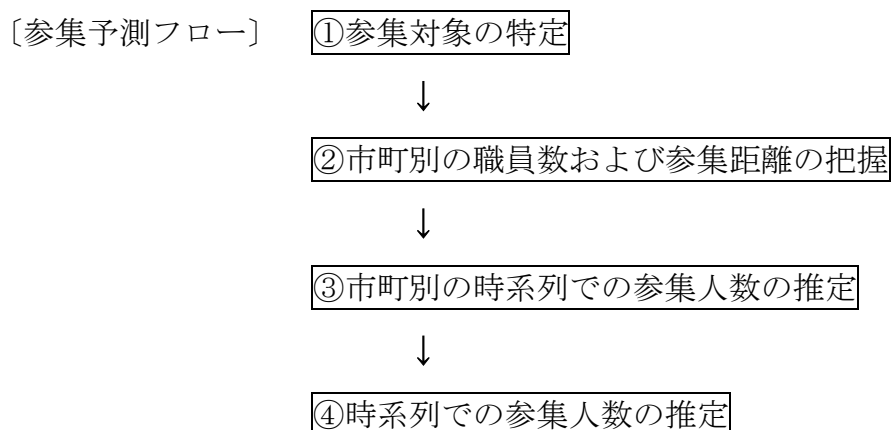 〔参集予測フロー〕 ①参集対象の特定
↓
②市町別の職員数および参集距離の把握
↓
③市町別の時系列での参集人数の推定
↓
④時系列での参集人数の推定